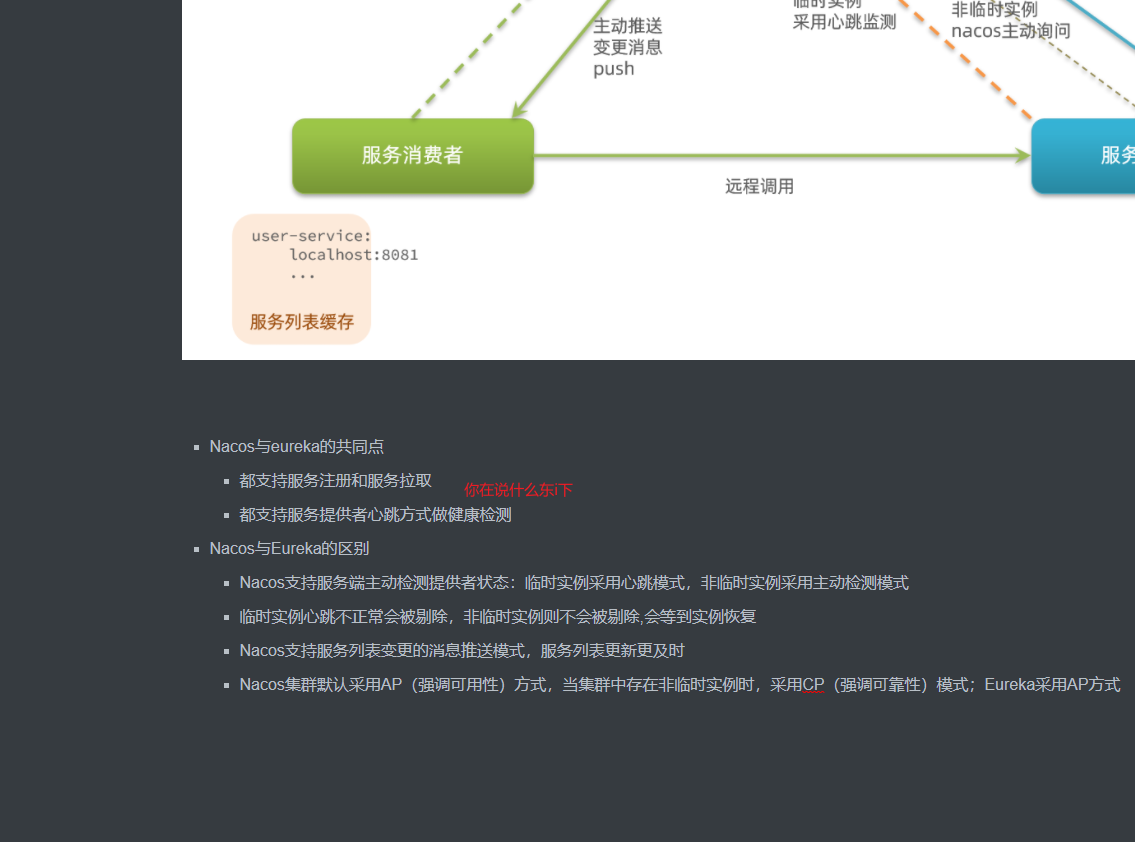 临时实例
采用心跳监测
非临时实例
nacos主动询问
主动推送
变更消息
push
服务消费者
服务
远程调用
user-service:
localhost:8081
...
服务列表缓存
Nacos与eureka的共同点
都支持服务注册和服务拉取
你在说什么东i下
都支持服务提供者心跳方式做健康检测
Nacos与Eureka的区别
Nacos支持服务端主动检测提供者状态：临时实例采用心跳模式，非临时实例采用主动检测模式
临时实例心跳不正常会被剔除，非临时实例则不会被剔除,会等到实例恢复
Nacos支持服务列表变更的消息推送模式，服务列表更新更及时
Nacos集群默认采用AP（强调可用性）方式，当集群中存在非临时实例时，采用CP（强调可靠性）模式；Eureka采用AP方式